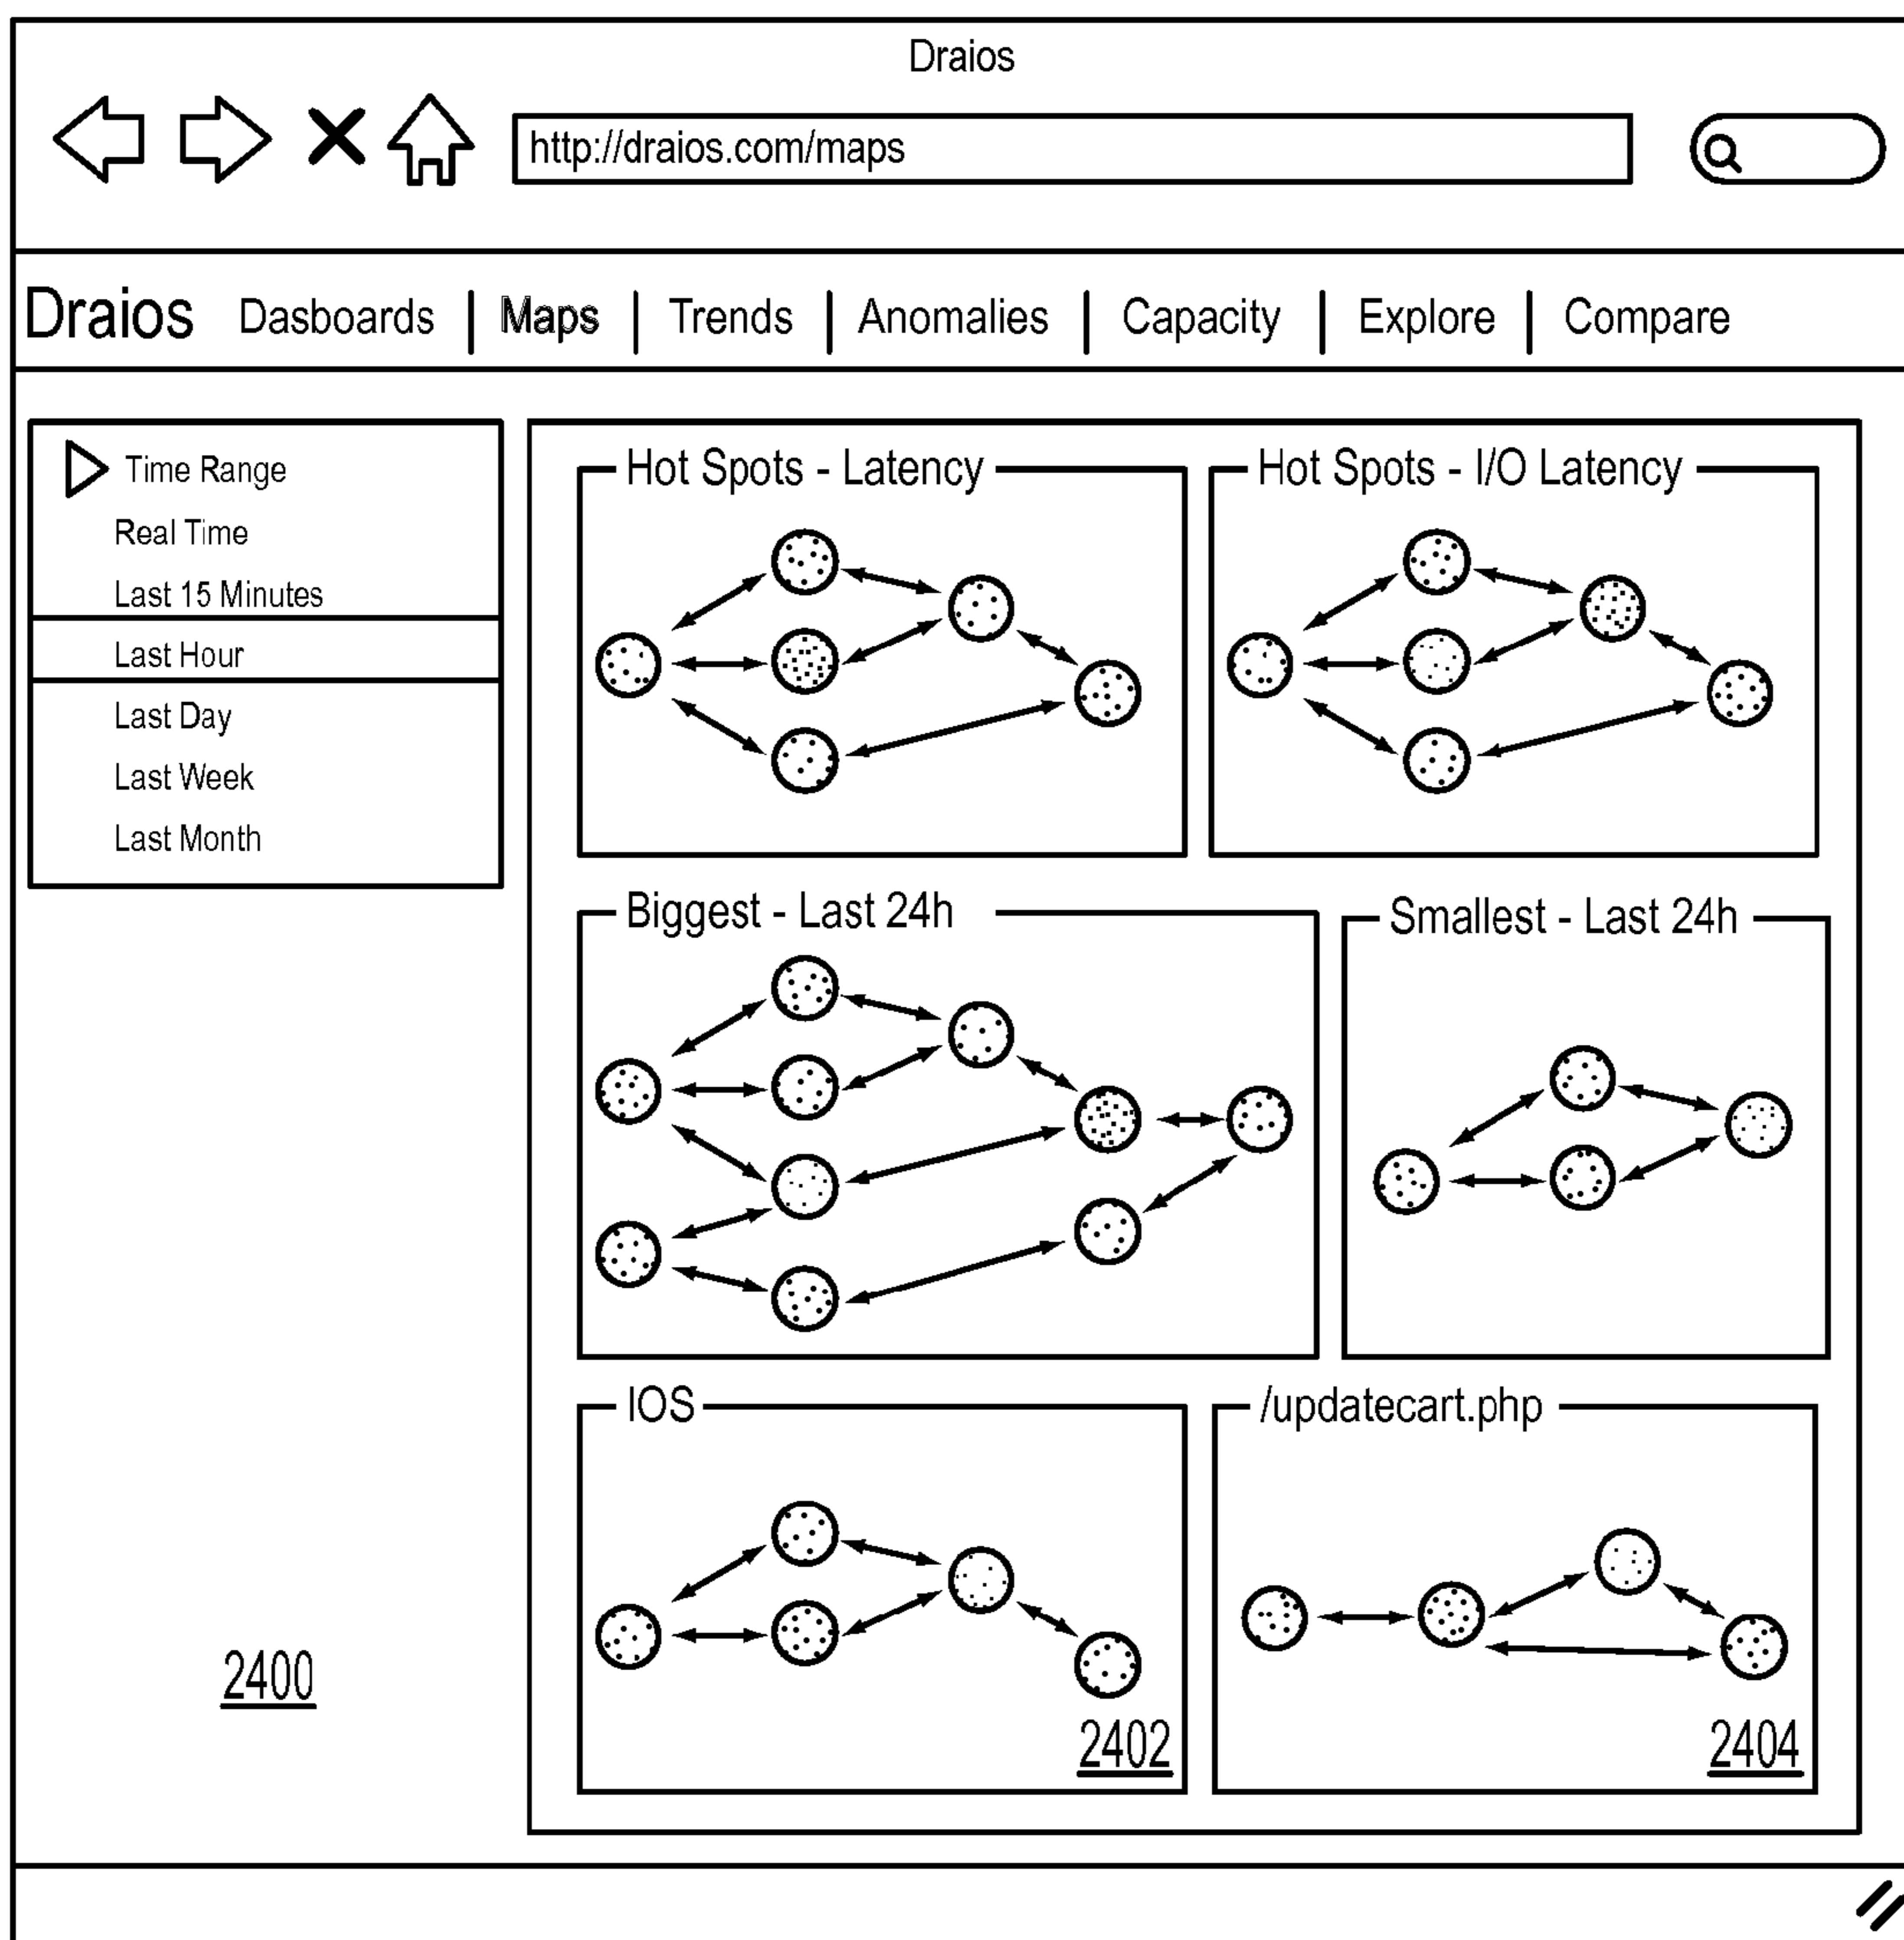 Draios
http://draios.com/maps
Draios Dasboards | Maps | Trends | Anomalies | Capacity | Explore | Compare
Time Range
Real Time
Last 15 Minutes
Last Hour
Last Day
Last Week
Last Month
Hot Spots - Latency
Hot Spots - I/O Latency
Biggest - Last 24h
Smallest - Last 24h
IOS
/updatecart.php
2400
2402
2404